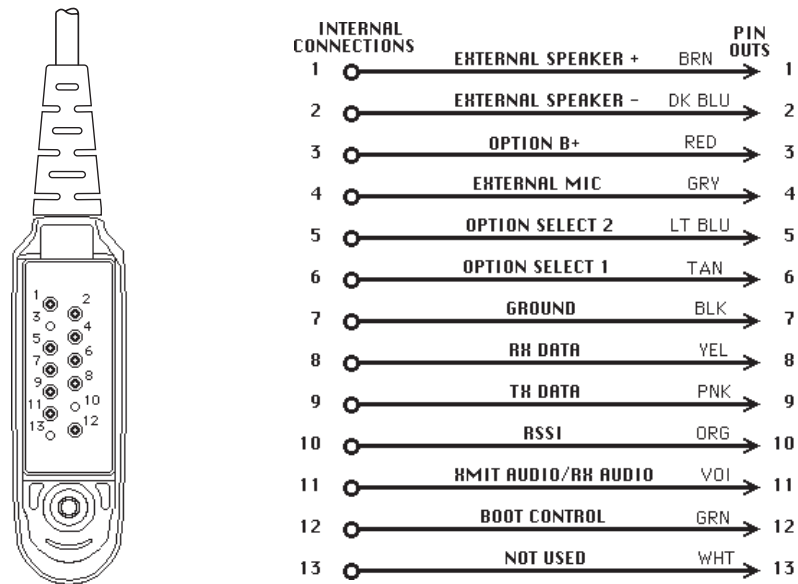 INTERNAL CONNECTIONS
PIN OUTS
1 EXTERNAL SPEAKER + BRN 1
2 EXTERNAL SPEAKER - DK BLU 2
3 OPTION B+ RED 3
4 EXTERNAL MIC GRY 4
5 OPTION SELECT 2 LT BLU 5
6 OPTION SELECT 1 TAN 6
7 GROUND BLK 7
8 RX DATA YEL 8
9 TX DATA PNK 9
10 RSSI ORG 10
11 XMIT AUDIO/RX AUDIO VOI 11
12 BOOT CONTROL GRN 12
13 NOT USED WHT 13
1 2
3 4
5 6
7 8
9 10
11 12
13